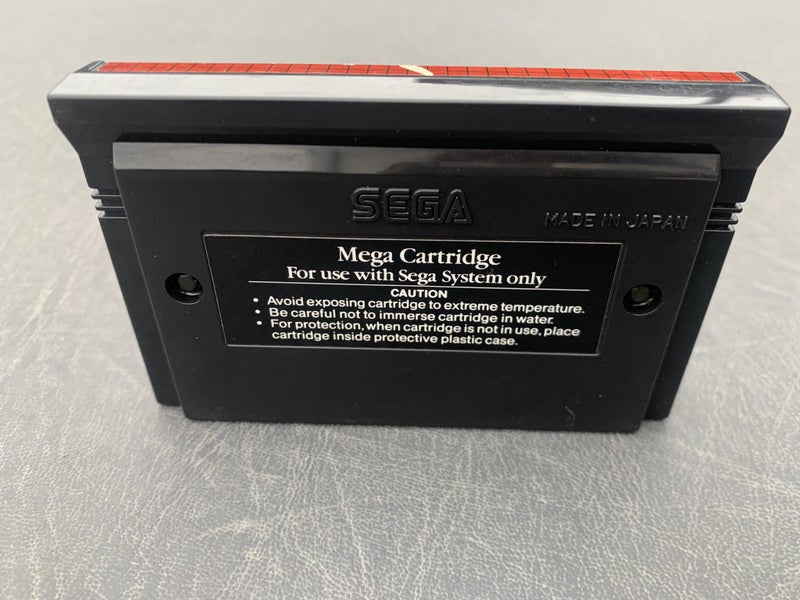 SEGA
MADE IN JAPAN
Mega Cartridge
For use with Sega System only
CAUTION
• Avoid exposing cartridge to extreme temperature.
• Be careful not to immerse cartridge in water.
• For protection, when cartridge is not in use, place
cartridge inside protective plastic case.